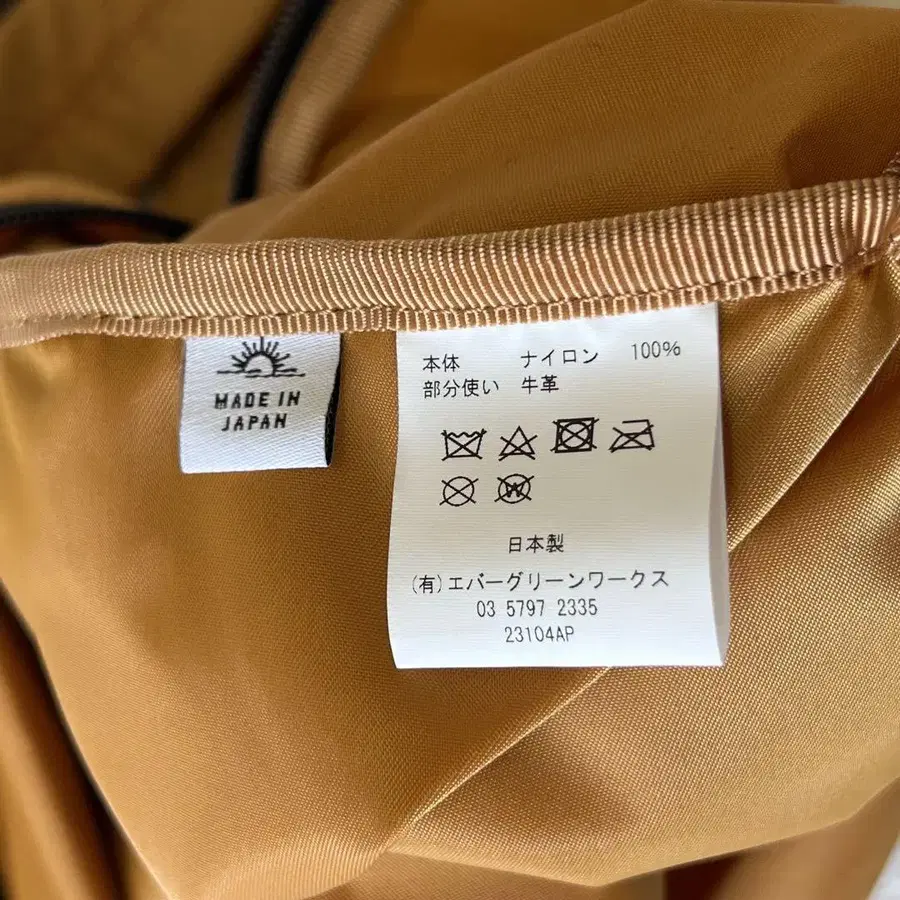 MADE IN
JAPAN
本体 ナイロン 100%
部分使い 牛革
W
日本製
(有)エバーグリーンワークス
03 5797 2335
23104AP